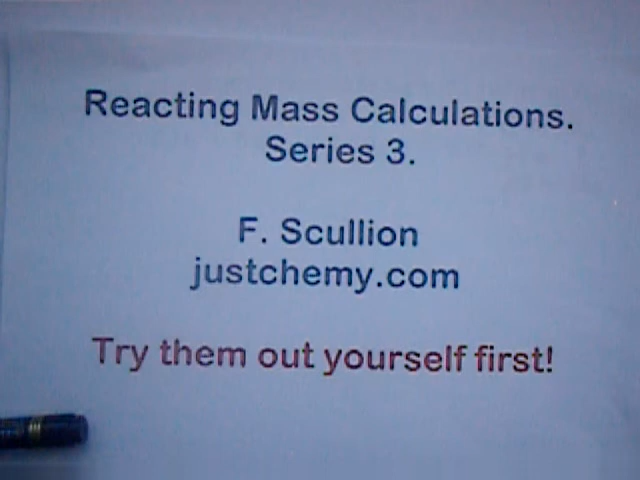 Reacting Mass Calculations.
Series 3.
F. Scullion
justchemy.com
Try them out yourself first!